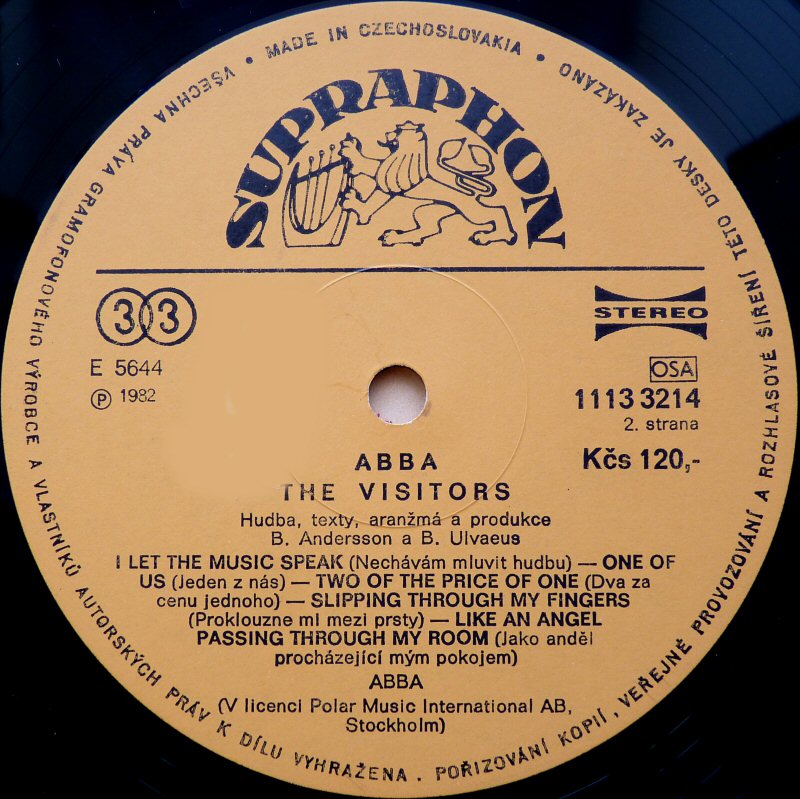 VŠECHNA PRÁVA GRAMOFONOVÉHO VÝROBCE A VLASTNÍKŮ AUTORSKÝCH PRÁV K DÍLU VYHRAŽENA . POŘIZOVÁNÍ KOPIÍ, VEŘEJNÉ PROVOZOVÁNÍ A ROZHLASOVÉ ŠÍŘENÍ TÉTO DESKY JE ZAKÁZÁNO • MADE IN CZECHOSLOVAKIA •
SUPRAPHON
33
STEREO
E 5644
OSA
℗ 1982
1113 3214
2. strana
Kčs 120,-
ABBA
THE VISITORS
Hudba, texty, aranžmá a produkce
B. Andersson a B. Ulvaeus
I LET THE MUSIC SPEAK (Nechávám mluvit hudbu) — ONE OF
US (Jeden z nás) — TWO OF THE PRICE OF ONE (Dva za
cenu jednoho) — SLIPPING THROUGH MY FINGERS
(Proklouzne mi mezi prsty) — LIKE AN ANGEL
PASSING THROUGH MY ROOM (Jako anděl
procházející mým pokojem)
ABBA
(V licenci Polar Music International AB,
Stockholm)